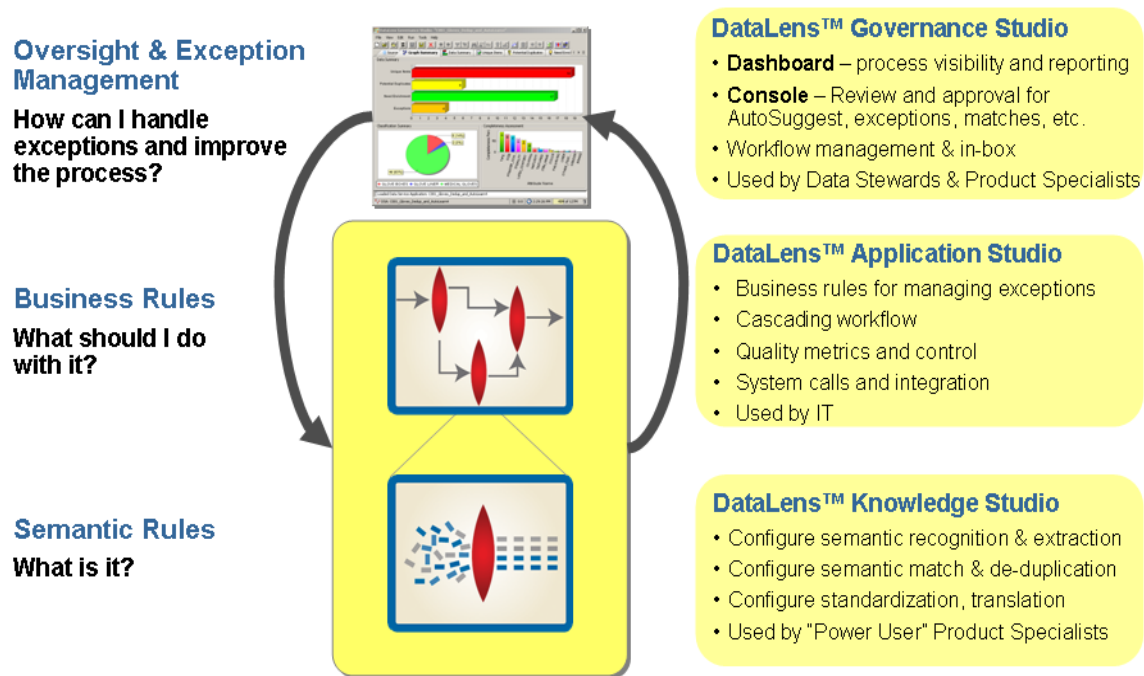 Oversight & Exception
Management
How can I handle
exceptions and improve
the process?
Business Rules
What should I do
with it?
Semantic Rules
What is it?
Graph Summary
DataLens™ Governance Studio
• Dashboard – process visibility and reporting
• Console – Review and approval for
AutoSuggest, exceptions, matches, etc.
• Workflow management & in-box
• Used by Data Stewards & Product Specialists
DataLens™ Application Studio
• Business rules for managing exceptions
• Cascading workflow
• Quality metrics and control
• System calls and integration
• Used by IT
DataLens™ Knowledge Studio
• Configure semantic recognition & extraction
• Configure semantic match & de-duplication
• Configure standardization, translation
• Used by "Power User" Product Specialists